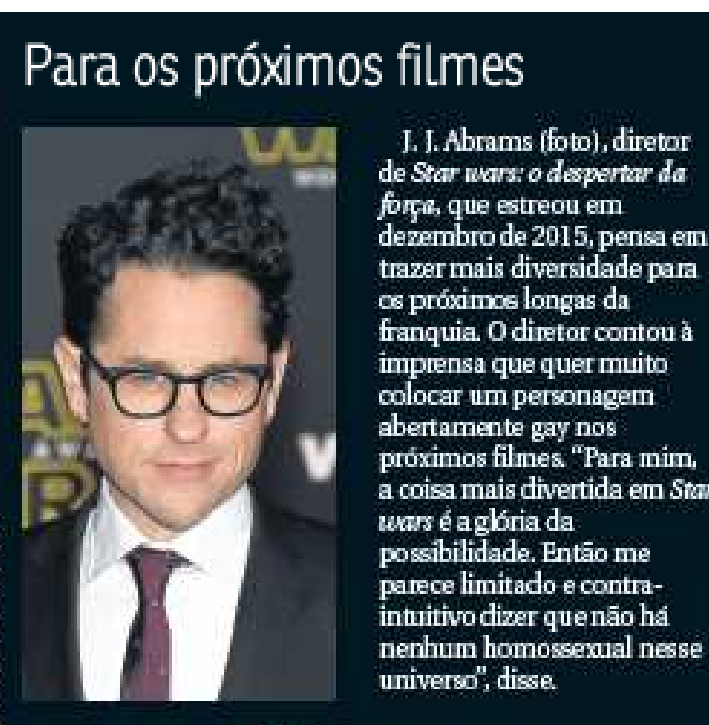 Para os próximos filmes
J. J. Abrams (foto), diretor
de Star wars: o despertar da
força, que estreou em
dezembro de 2015, pensa em
trazer mais diversidade para
os próximos longas da
franquia. O diretor contou à
imprensa que quer muito
colocar um personagem
abertamente gay nos
próximos filmes. “Para mim,
a coisa mais divertida em Star
wars é a glória da
possibilidade. Então me
parece limitado e contra-
intuitivo dizer que não há
nenhum homossexual nesse
universo”, disse.